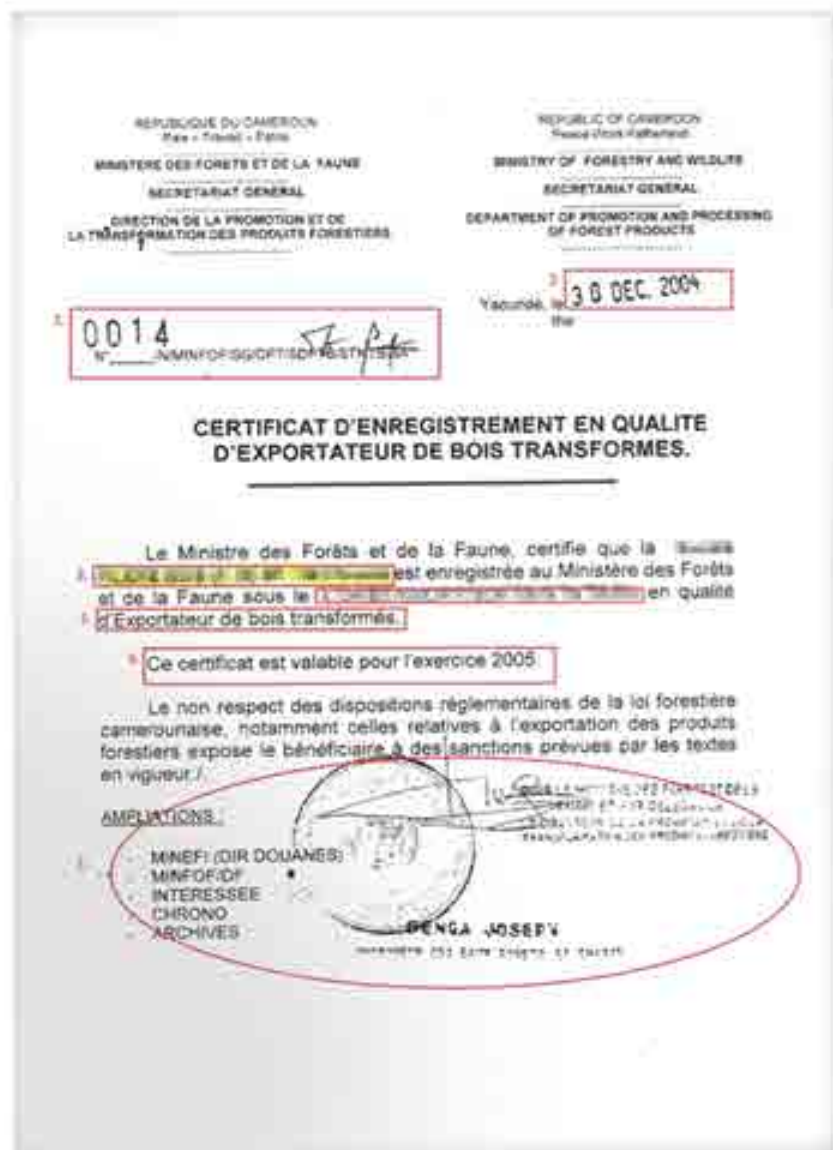 REPUBLIQUE DU CAMEROUN
Paix – Travail – Patrie
MINISTERE DES FORETS ET DE LA FAUNE
SECRETARIAT GENERAL
DIRECTION DE LA PROMOTION ET DE
LA TRANSFORMATION DES PRODUITS FORESTIERS
REPUBLIC OF CAMEROON
Peace-Work-Fatherland
MINISTRY OF FORESTRY AND WILDLIFE
SECRETARIAT GENERAL
DEPARTMENT OF PROMOTION AND PROCESSING
OF FOREST PRODUCTS
Yaoundé, le 30 DEC. 2004
the
0014
N° /MINFOF/SG/
CERTIFICAT D'ENREGISTREMENT EN QUALITE
D'EXPORTATEUR DE BOIS TRANSFORMES.
Le Ministre des Forêts et de la Faune, certifie que la
est enregistrée au Ministère des Forêts
et de la Faune sous le en qualité
d'Exportateur de bois transformés.
Ce certificat est valable pour l'exercice 2005
Le non respect des dispositions réglementaires de la loi forestière
camerounaise, notamment celles relatives à l'exportation des produits
forestiers expose le bénéficiaire à des sanctions prévues par les textes
en vigueur./
AMPLIATIONS :
- MINEFI (DIR DOUANES)
- MINFOF/DF
- INTERESSEE
- CHRONO
- ARCHIVES
JOSEPH